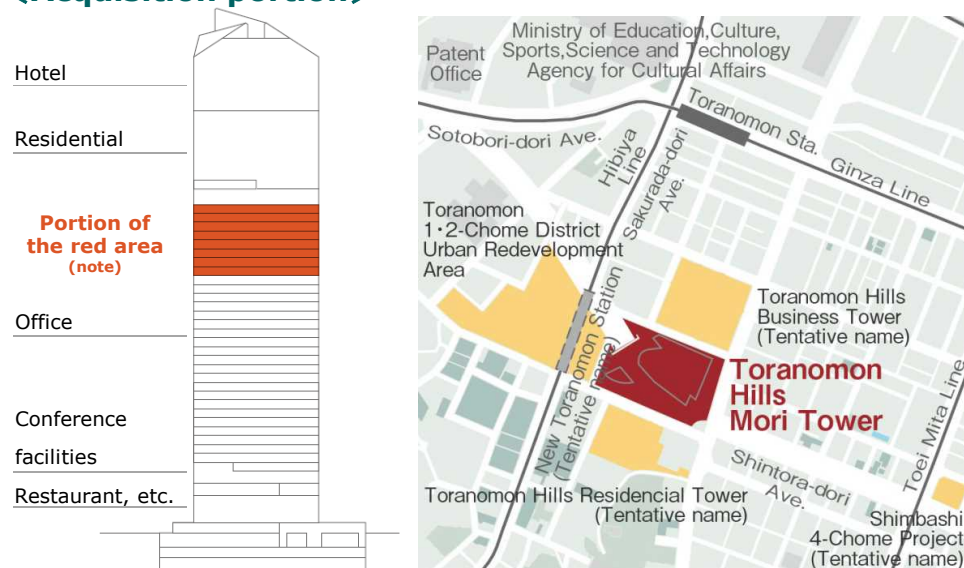 (Acquisition portion)
Hotel
Residential
Portion of
the red area
(note)
Office
Conference
facilities
Restaurant, etc.
Ministry of Education,Culture,
Sports,Science and Technology
Agency for Cultural Affairs
Patent
Office
Toranomon Sta.
Ginza Line
Sotobori-dori Ave.
Hibiya
Line
Sakurada-dori
Ave.
Toranomon
1・2-Chome District
Urban Redevelopment
Area
New Toranomon Station
(Tentative name)
Toranomon Hills
Business Tower
(Tentative name)
Toranomon
Hills
Mori Tower
Toei Mita Line
Shintora-dori
Ave.
Toranomon Hills Residencial Tower
(Tentative name)
Shimbashi
4-Chome Project
(Tentative name)